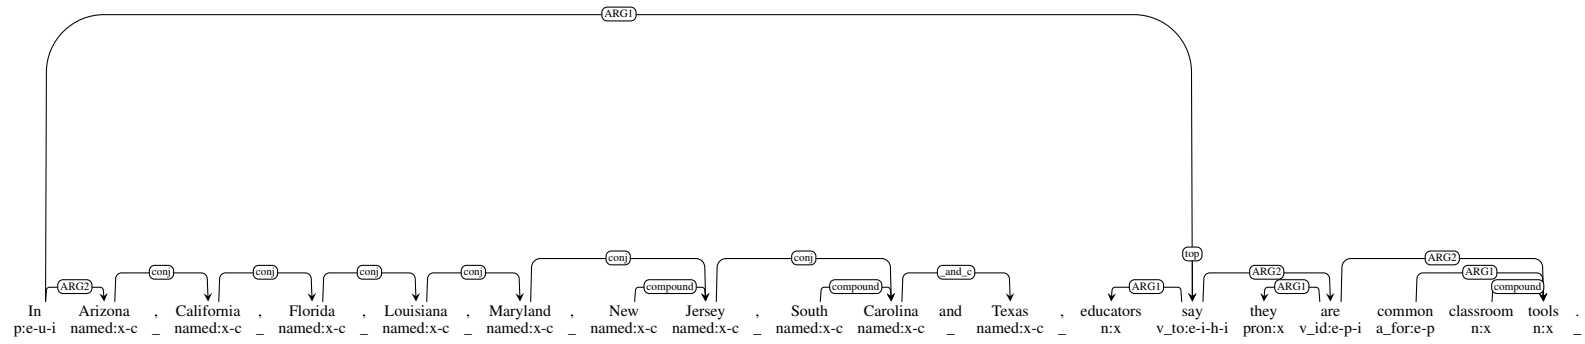 ARG1
top
conj conj ARG2
conj conj conj conj _and_c ARG2 ARG1
ARG2 compound compound ARG1 ARG1 compound
In Arizona , California , Florida , Louisiana , Maryland , New Jersey , South Carolina and Texas , educators say they are common classroom tools .
p:e-u-i named:x-c _ named:x-c _ named:x-c _ named:x-c _ named:x-c _ named:x-c named:x-c _ named:x-c named:x-c _ named:x-c _ n:x v_to:e-i-h-i pron:x v_id:e-p-i a_for:e-p n:x n:x _